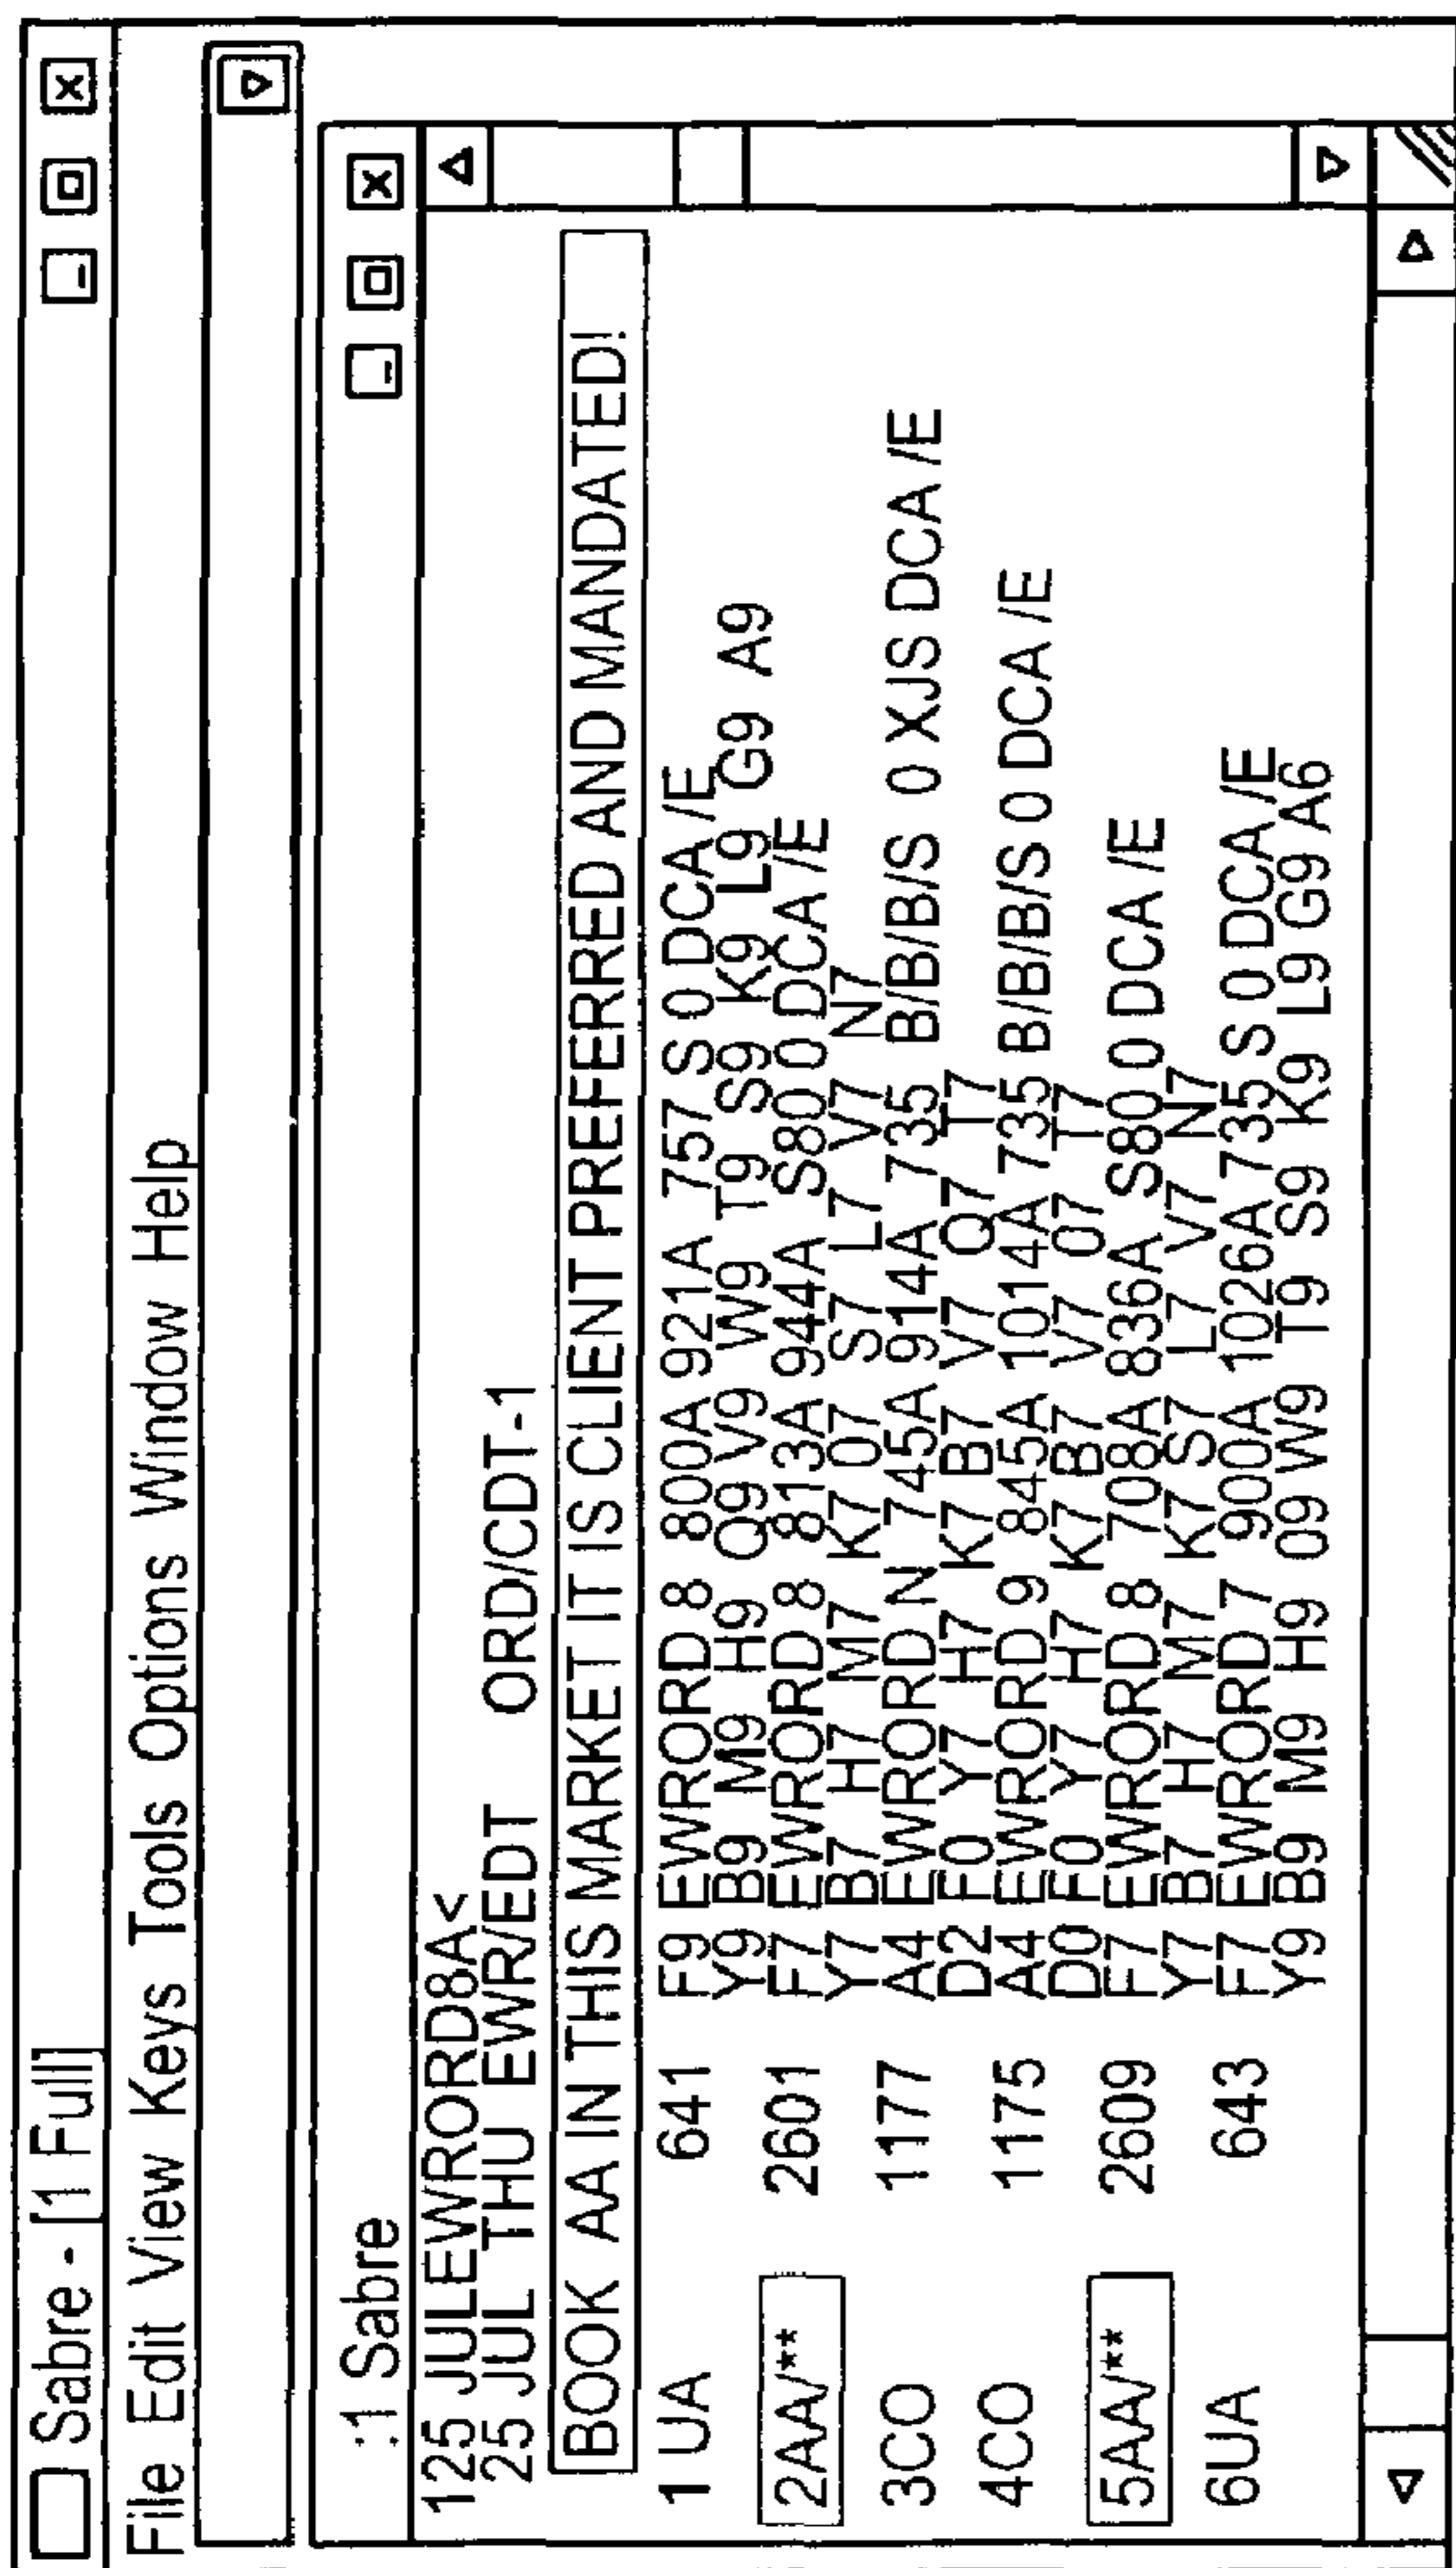 Sabre - [1 Full]
File Edit View Keys Tools Options Window Help
:1 Sabre
125 JULEWRORD8A<
25 JUL THU EWR/EDT ORD/CDT-1
BOOK AA IN THIS MARKET IT IS CLIENT PREFERRED AND MANDATED!
1 UA 641 F9 EWRORD 8 800A 921A 757 S 0 DCA /E
Y9 B9 M9 H9 Q9 V9 W9 T9 S9 K9 L9 G9 A9
2AA/** 2601 F7 EWRORD 8 813A 944A S80 0 DCA /E
Y7 B7 H7 M7 K7 07 S7 L7 V7 N7
3CO 1177 A4 EWRORD N 745A 914A 735 B/B/B/S 0 XJS DCA /E
D2 F0 Y7 H7 K7 B7 V7 Q7 T7
4CO 1175 A4 EWRORD 9 845A 1014A 735 B/B/B/S 0 DCA /E
D0 F0 Y7 H7 K7 B7 V7 07 T7
5AA/** 2609 F7 EWRORD 8 708A 836A S80 0 DCA /E
Y7 B7 H7 M7 K7 S7 L7 V7 N7
6UA 643 F7 EWRORD 7 900A 1026A 735 S 0 DCA /E
Y9 B9 M9 H9 09 W9 T9 S9 K9 L9 G9 A6